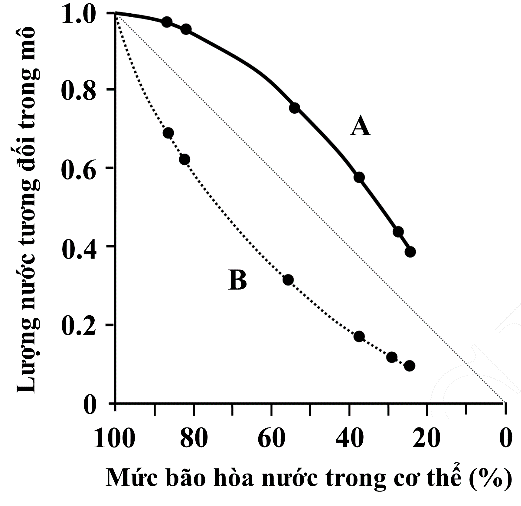 Lượng nước tương đối trong mô
1.0
0.8
0.6
0.4
0.2
0
A
B
100 80 60 40 20 0
Mức bão hòa nước trong cơ thể (%)